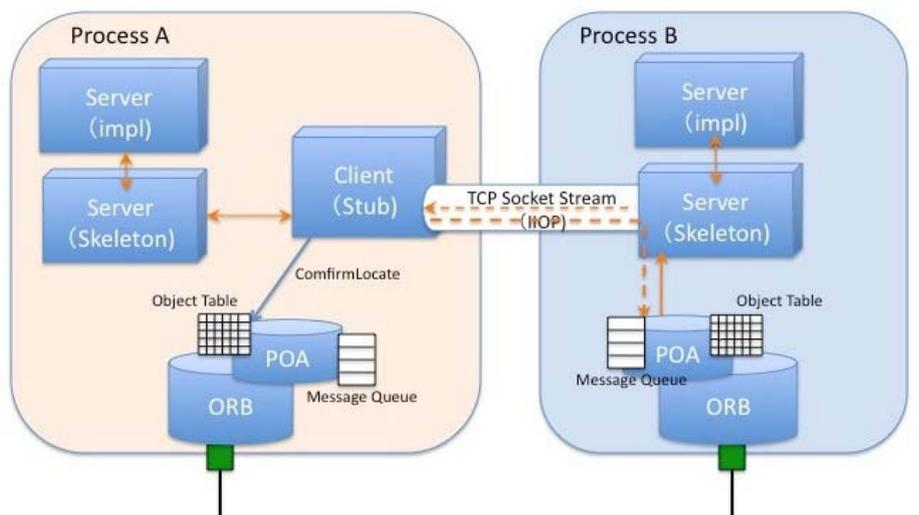 Process A
Server
（impl)
Server
（Skeleton)
Client
（Stub)
ComfirmLocate
Object Table
POA
Message Queue
ORB
TCP Socket Stream
（IIOP)
Process B
Server
（impl)
Server
（Skeleton)
Object Table
POA
Message Queue
ORB